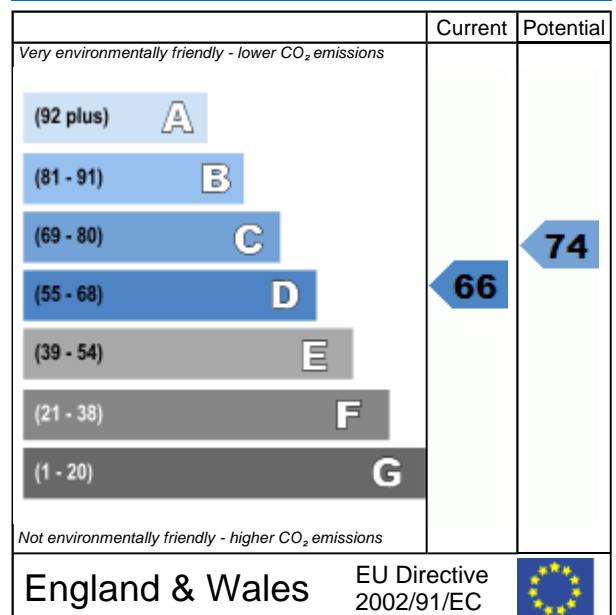 Current Potential
Very environmentally friendly - lower CO₂ emissions
(92 plus) A
(81 - 91) B
(69 - 80) C
(55 - 68) D
(39 - 54) E
(21 - 38) F
(1 - 20) G
74
66
Not environmentally friendly - higher CO₂ emissions
England & Wales
EU Directive
2002/91/EC